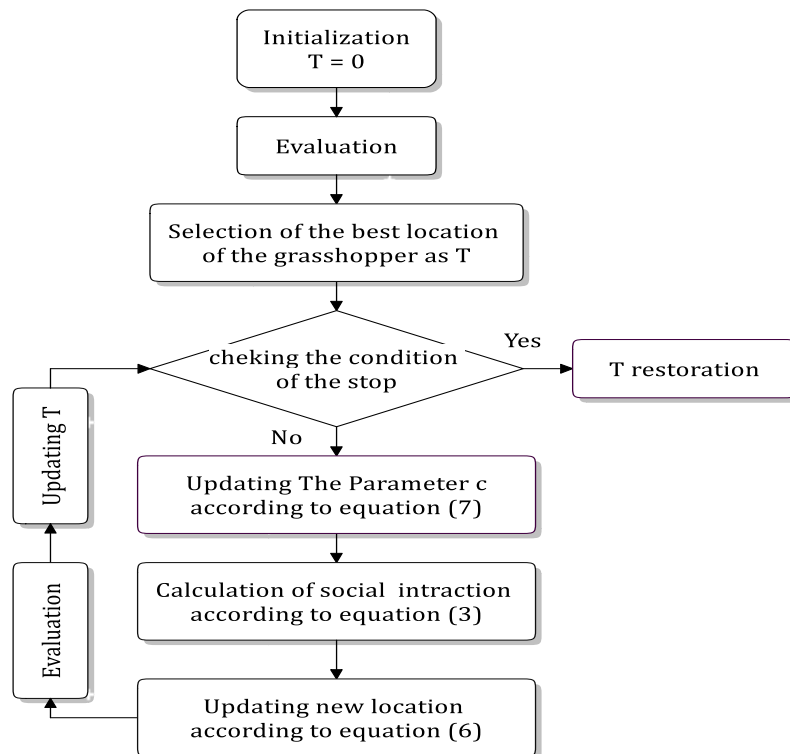 Initialization
T = 0
Evaluation
Selection of the best location
of the grasshopper as T
cheking the condition
of the stop
Yes
T restoration
No
Updating The Parameter c
according to equation (7)
Calculation of social intraction
according to equation (3)
Updating new location
according to equation (6)
Evaluation
Updating T